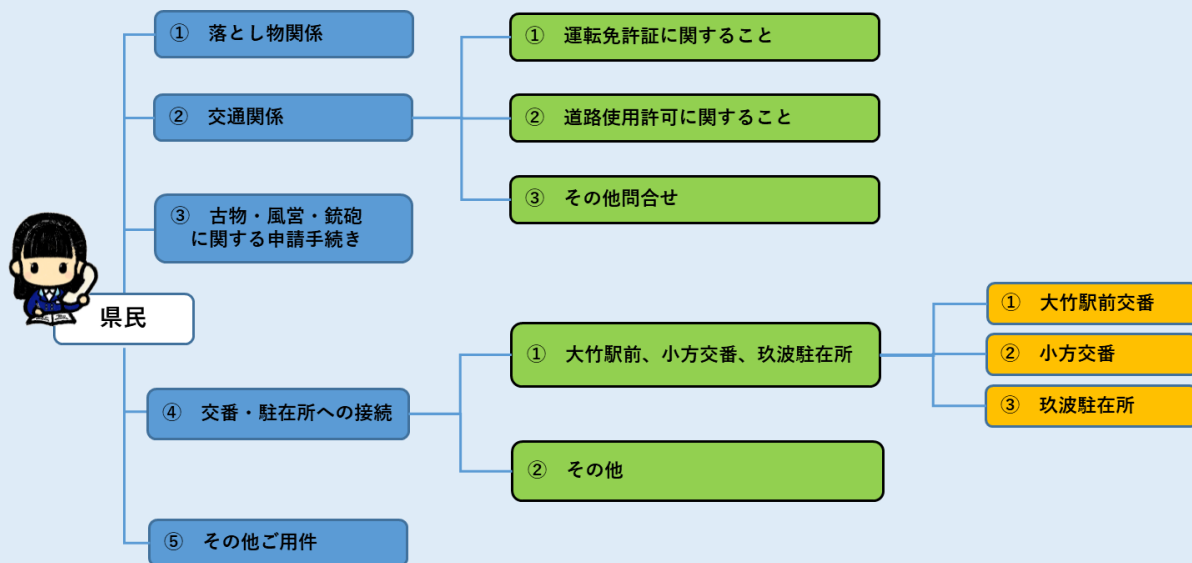 県民
① 落とし物関係
② 交通関係
① 運転免許証に関すること
② 道路使用許可に関すること
③ その他問合せ
③ 古物・風営・銃砲
に関する申請手続き
④ 交番・駐在所への接続
① 大竹駅前、小方交番、玖波駐在所
① 大竹駅前交番
② 小方交番
③ 玖波駐在所
② その他
⑤ その他ご用件